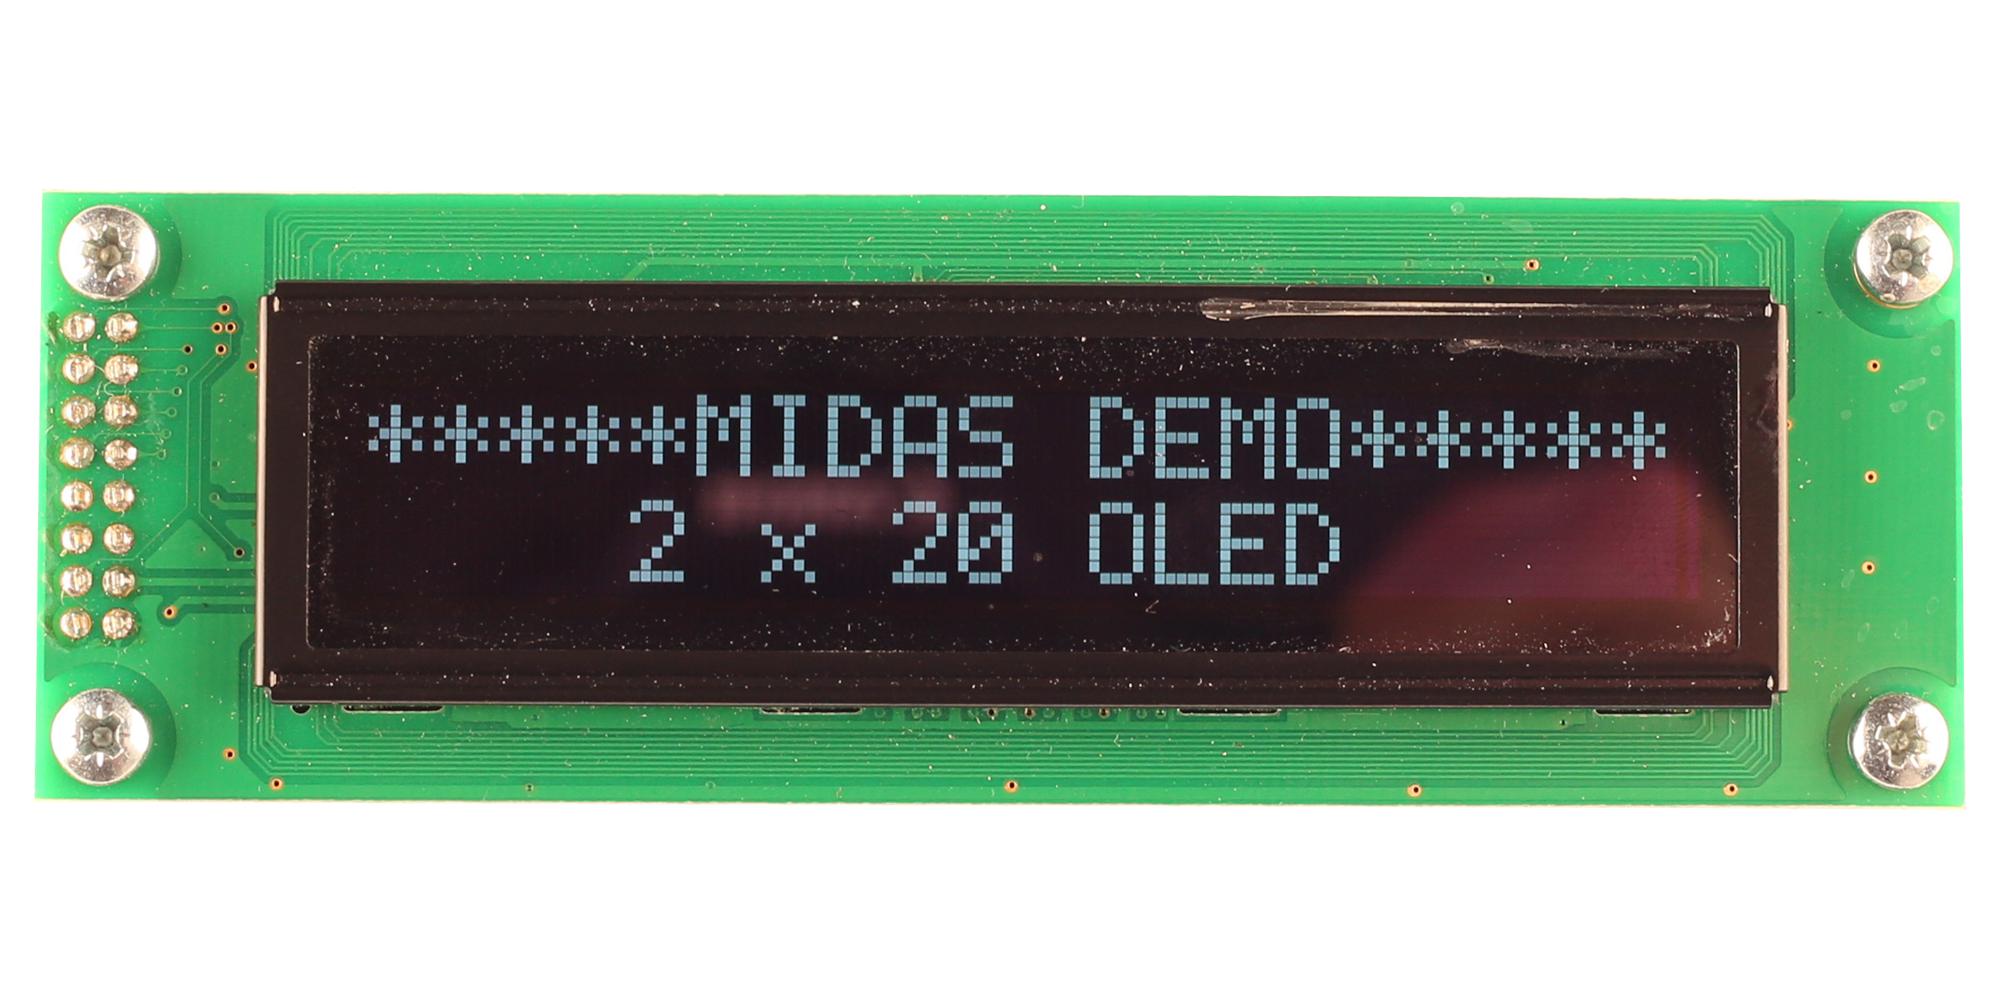 *****MIDAS DEMO*****
2 x 20 OLED